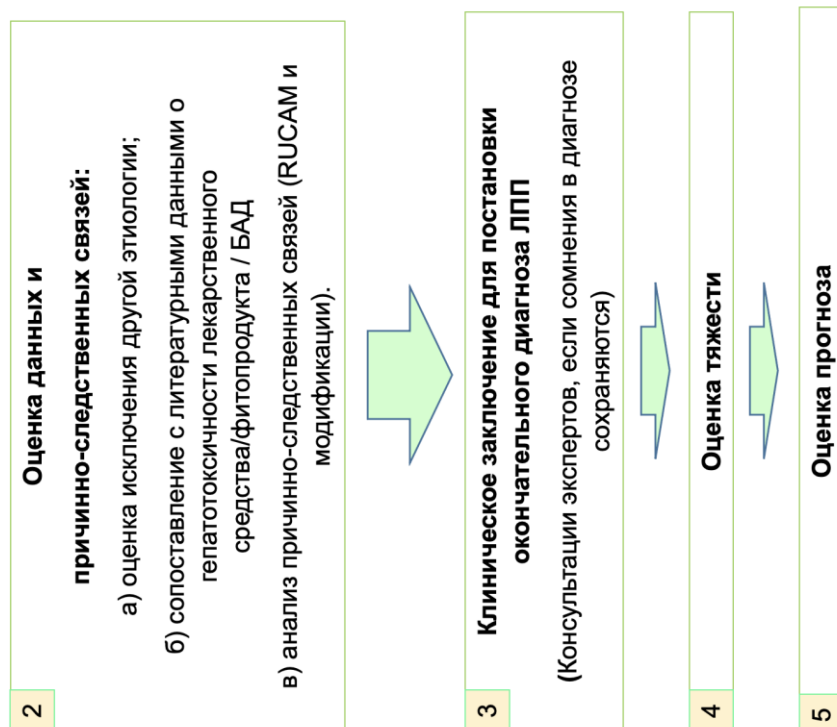 2
Оценка данных и
причинно-следственных связей:
а) оценка исключения другой этиологии;
б) сопоставление с литературными данными о
гепатотоксичности лекарственного
средства/фитопродукта / БАД
в) анализ причинно-следственных связей (RUCAM и
модификации).
3
Клиническое заключение для постановки
окончательного диагноза ЛПП
(Консультации экспертов, если сомнения в диагнозе
сохраняются)
4
Оценка тяжести
5
Оценка прогноза